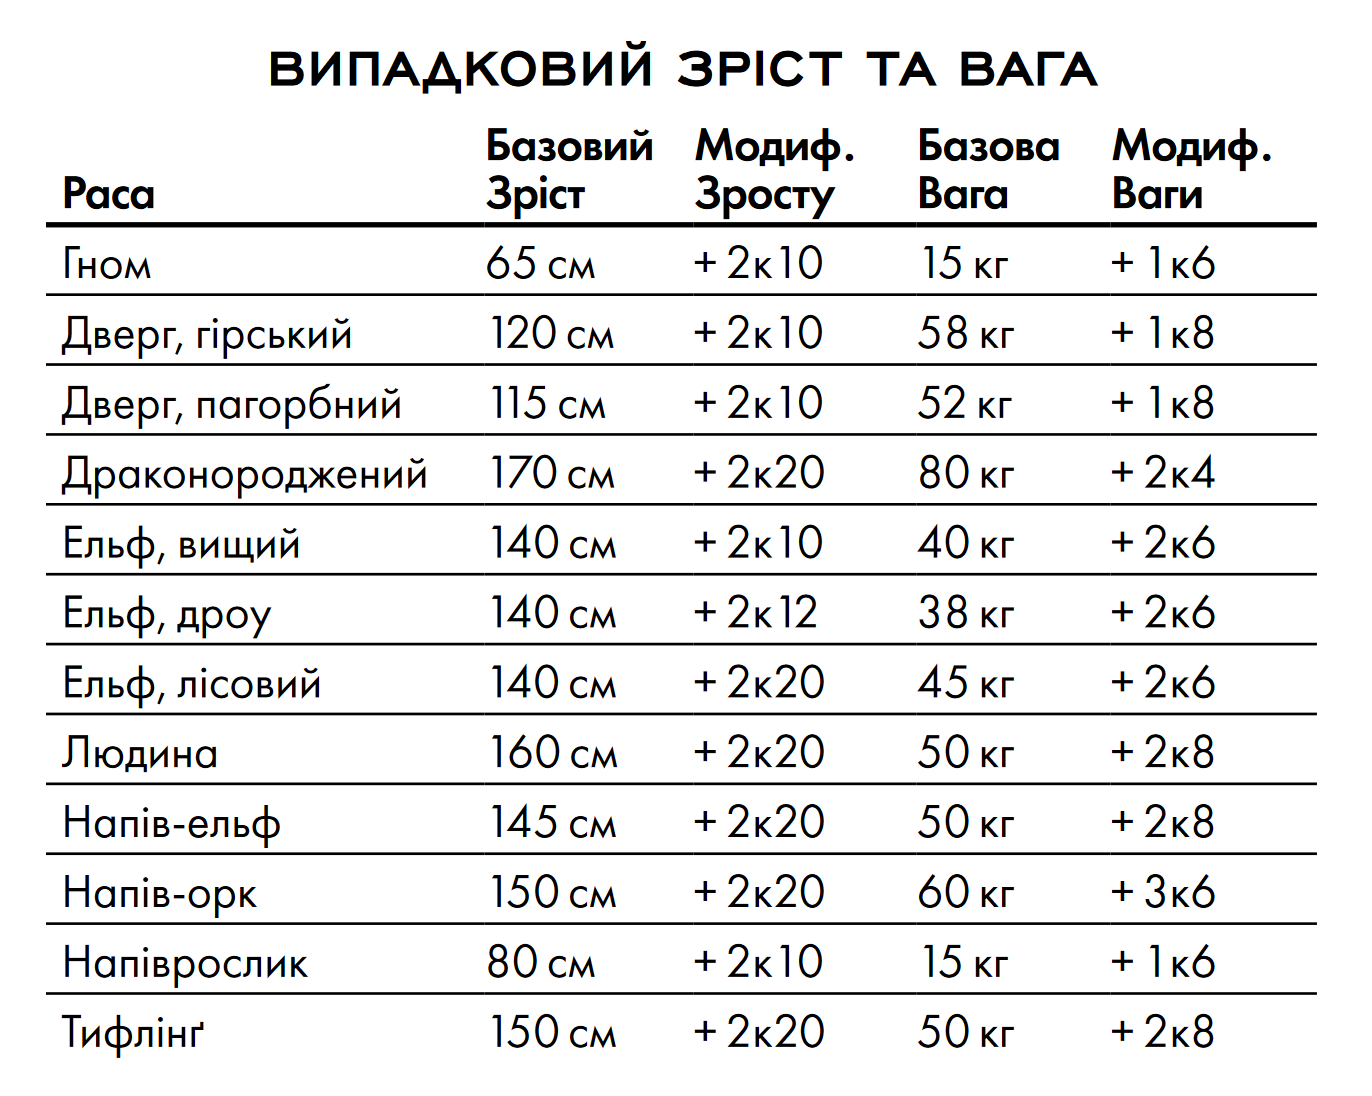 ВИПАДКОВИЙ ЗРІСТ ТА ВАГА
Раса Базовий Зріст Модиф. Зросту Базова Вага Модиф. Ваги
Гном 65 см + 2к10 15 кг + 1к6
Дверг, гірський 120 см + 2к10 58 кг + 1к8
Дверг, пагорбний 115 см + 2к10 52 кг + 1к8
Драконороджений 170 см + 2к20 80 кг + 2к4
Ельф, вищий 140 см + 2к10 40 кг + 2к6
Ельф, дроу 140 см + 2к12 38 кг + 2к6
Ельф, лісовий 140 см + 2к20 45 кг + 2к6
Людина 160 см + 2к20 50 кг + 2к8
Напів-ельф 145 см + 2к20 50 кг + 2к8
Напів-орк 150 см + 2к20 60 кг + 3к6
Напіврослик 80 см + 2к10 15 кг + 1к6
Тифлінґ 150 см + 2к20 50 кг + 2к8